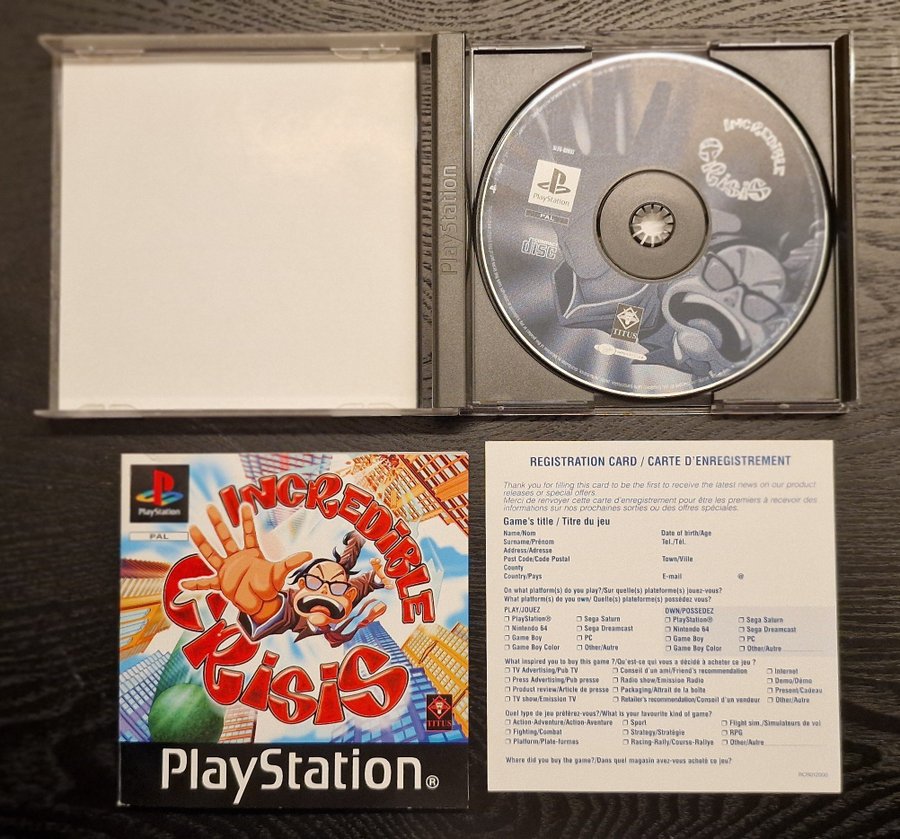 PlayStation
INCREDIBLE
CRISIS
PlayStation
PAL
disc
TITUS
PlayStation
PAL
INCREDIBLE
CRISIS
TITUS
PlayStation®
REGISTRATION CARD / CARTE D'ENREGISTREMENT
Thank you for filling this card to be the first to receive the latest news on our product
releases or special offers.
Merci de renvoyer cette carte d'enregistrement pour être les premiers à recevoir des
informations sur nos prochaines sorties ou des offres spéciales.
Game's title / Titre du jeu
Name/Nom Date of birth/Age
Surname/Prénom Tel./Tél.
Address/Adresse
Post Code/Code Postal Town/Ville
County
Country/Pays E-mail @
On what platform(s) do you play?/Sur quelle(s) plateforme(s) jouez-vous?
What platform(s) do you own/ Quelle(s) plateforme(s) possédez vous?
PLAY/JOUEZ OWN/POSSEDEZ
PlayStation® Sega Saturn PlayStation® Sega Saturn
Nintendo 64 Sega Dreamcast Nintendo 64 Sega Dreamcast
Game Boy PC Game Boy PC
Game Boy Color Other/Autre Game Boy Color Other/Autre
What inspired you to buy this game ?/Qu'est-ce qui vous a décidé à acheter ce jeu ?
TV Advertising/Pub TV Conseil d'un ami/Friend's recommendation Internet
Press Advertising/Pub presse Radio show/Emission Radio Demo/Démo
Product review/Article de presse Packaging/Attrait de la boîte Present/Cadeau
TV show/Emission TV Retailer's recommendation/Conseil d'un vendeur Other/Autre
Quel type de jeu préférez-vous?/What is your favourite kind of game?
Action-Adventure/Action-Aventure Sport Flight sim./Simulateurs de vol
Fighting/Combat Strategy/Stratégie RPG
Platform/Plate-formes Racing-Rally/Course-Rallye Other/Autre
Where did you buy the game?/Dans quel magasin avez-vous acheté ce jeu?